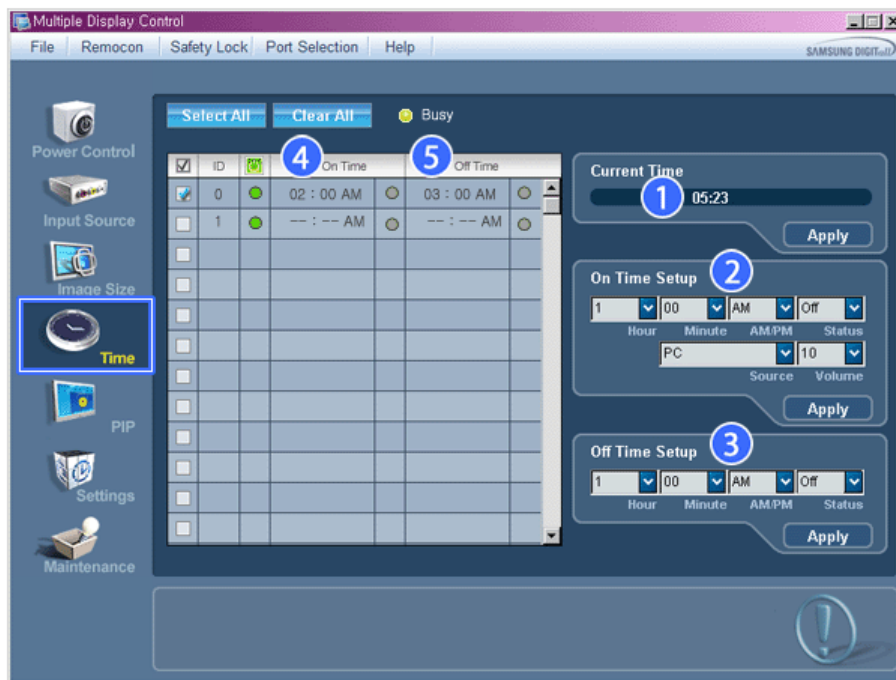 Multiple Display Control
File Remocon Safety Lock Port Selection Help
SAMSUNG DIGITall
Power Control
Input Source
Image Size
Time
PIP
Settings
Maintenance
Select All Clear All Busy
ID 4 On Time 5 Off Time
0 02 : 00 AM 03 : 00 AM
1 -- : -- AM -- : -- AM
Current Time
1 05:23
Apply
On Time Setup 2
1 00 AM Off
Hour Minute AM/PM Status
PC 10
Source Volume
Apply
Off Time Setup 3
1 00 AM Off
Hour Minute AM/PM Status
Apply